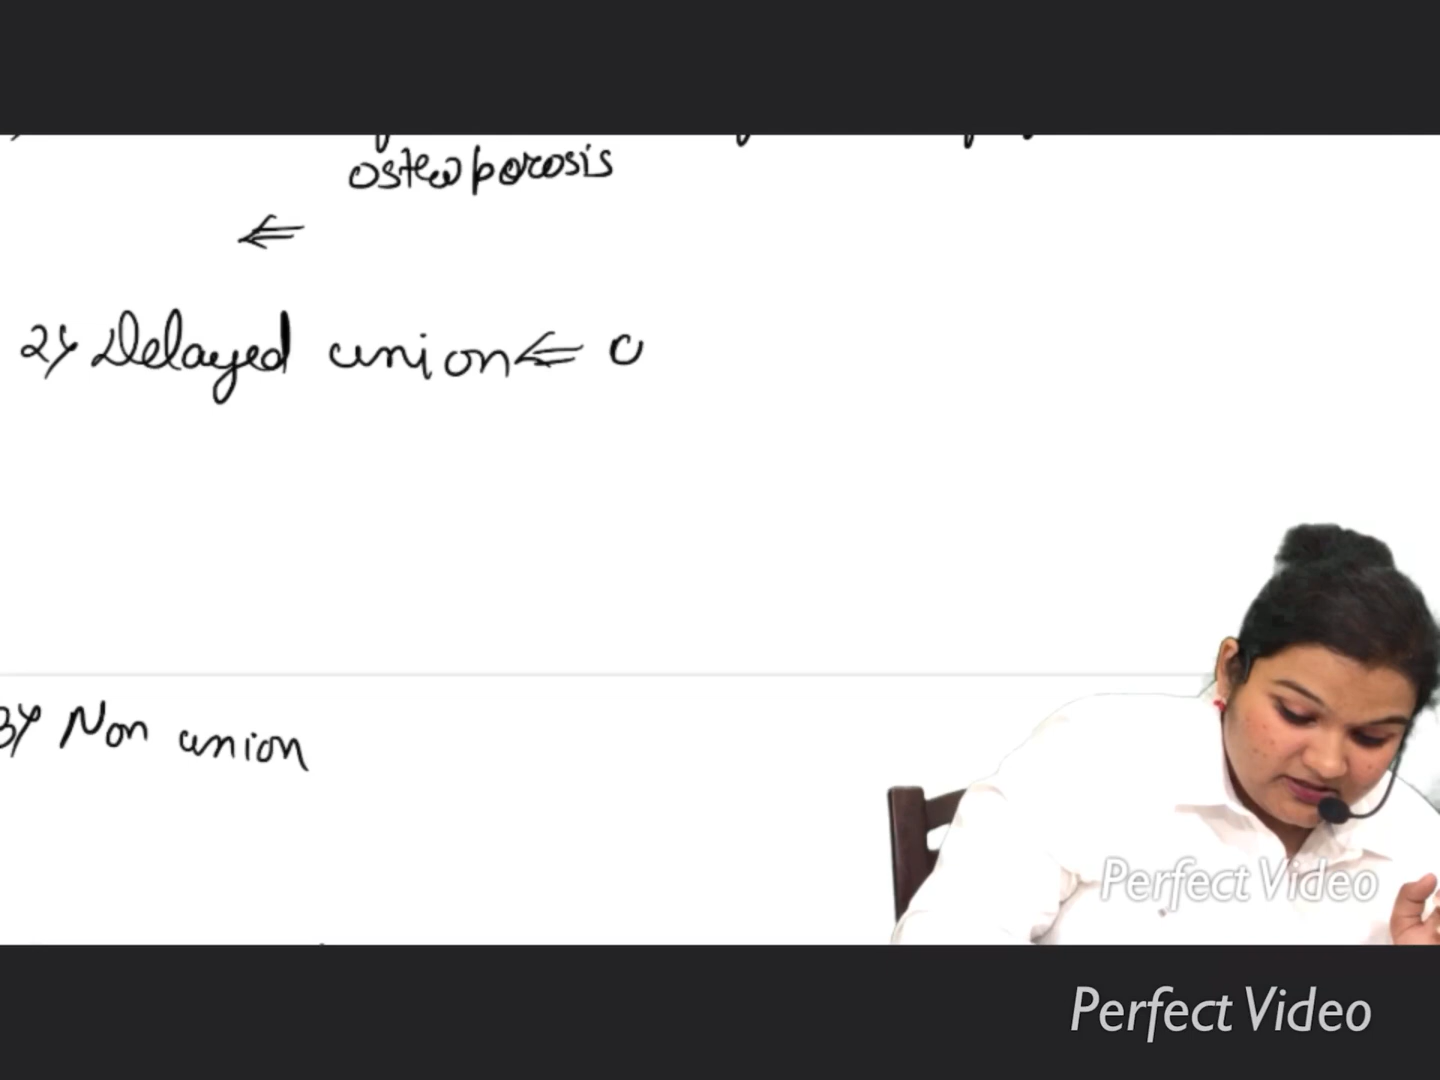 osteoporosis
⇐
2) Delayed union ⇐ O
3) Non union
Perfect Video
Perfect Video